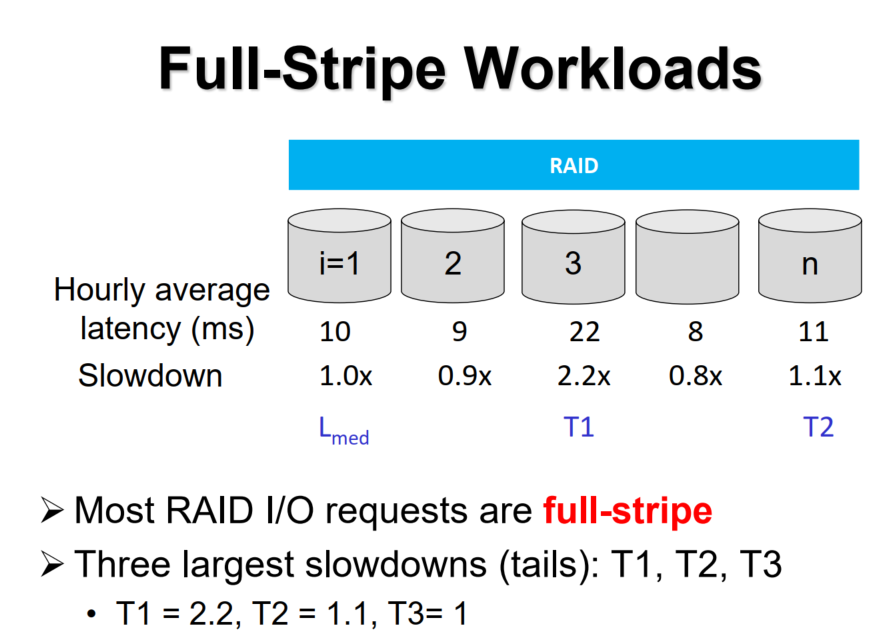 Full-Stripe Workloads
RAID
i=1 2 3 n
Hourly average
latency (ms) 10 9 22 8 11
Slowdown 1.0x 0.9x 2.2x 0.8x 1.1x
Lmed T1 T2
➢ Most RAID I/O requests are full-stripe
➢ Three largest slowdowns (tails): T1, T2, T3
• T1 = 2.2, T2 = 1.1, T3= 1